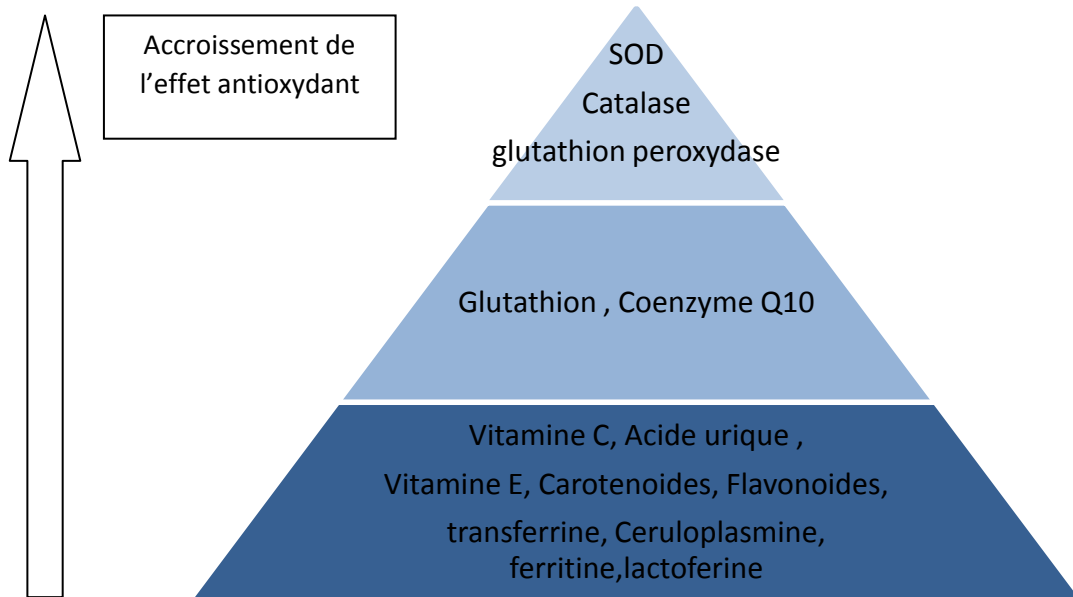 Accroissement de
l’effet antioxydant
SOD
Catalase
glutathion peroxydase
Glutathion , Coenzyme Q10
Vitamine C, Acide urique ,
Vitamine E, Carotenoides, Flavonoides,
transferrine, Ceruloplasmine,
ferritine,lactoferine